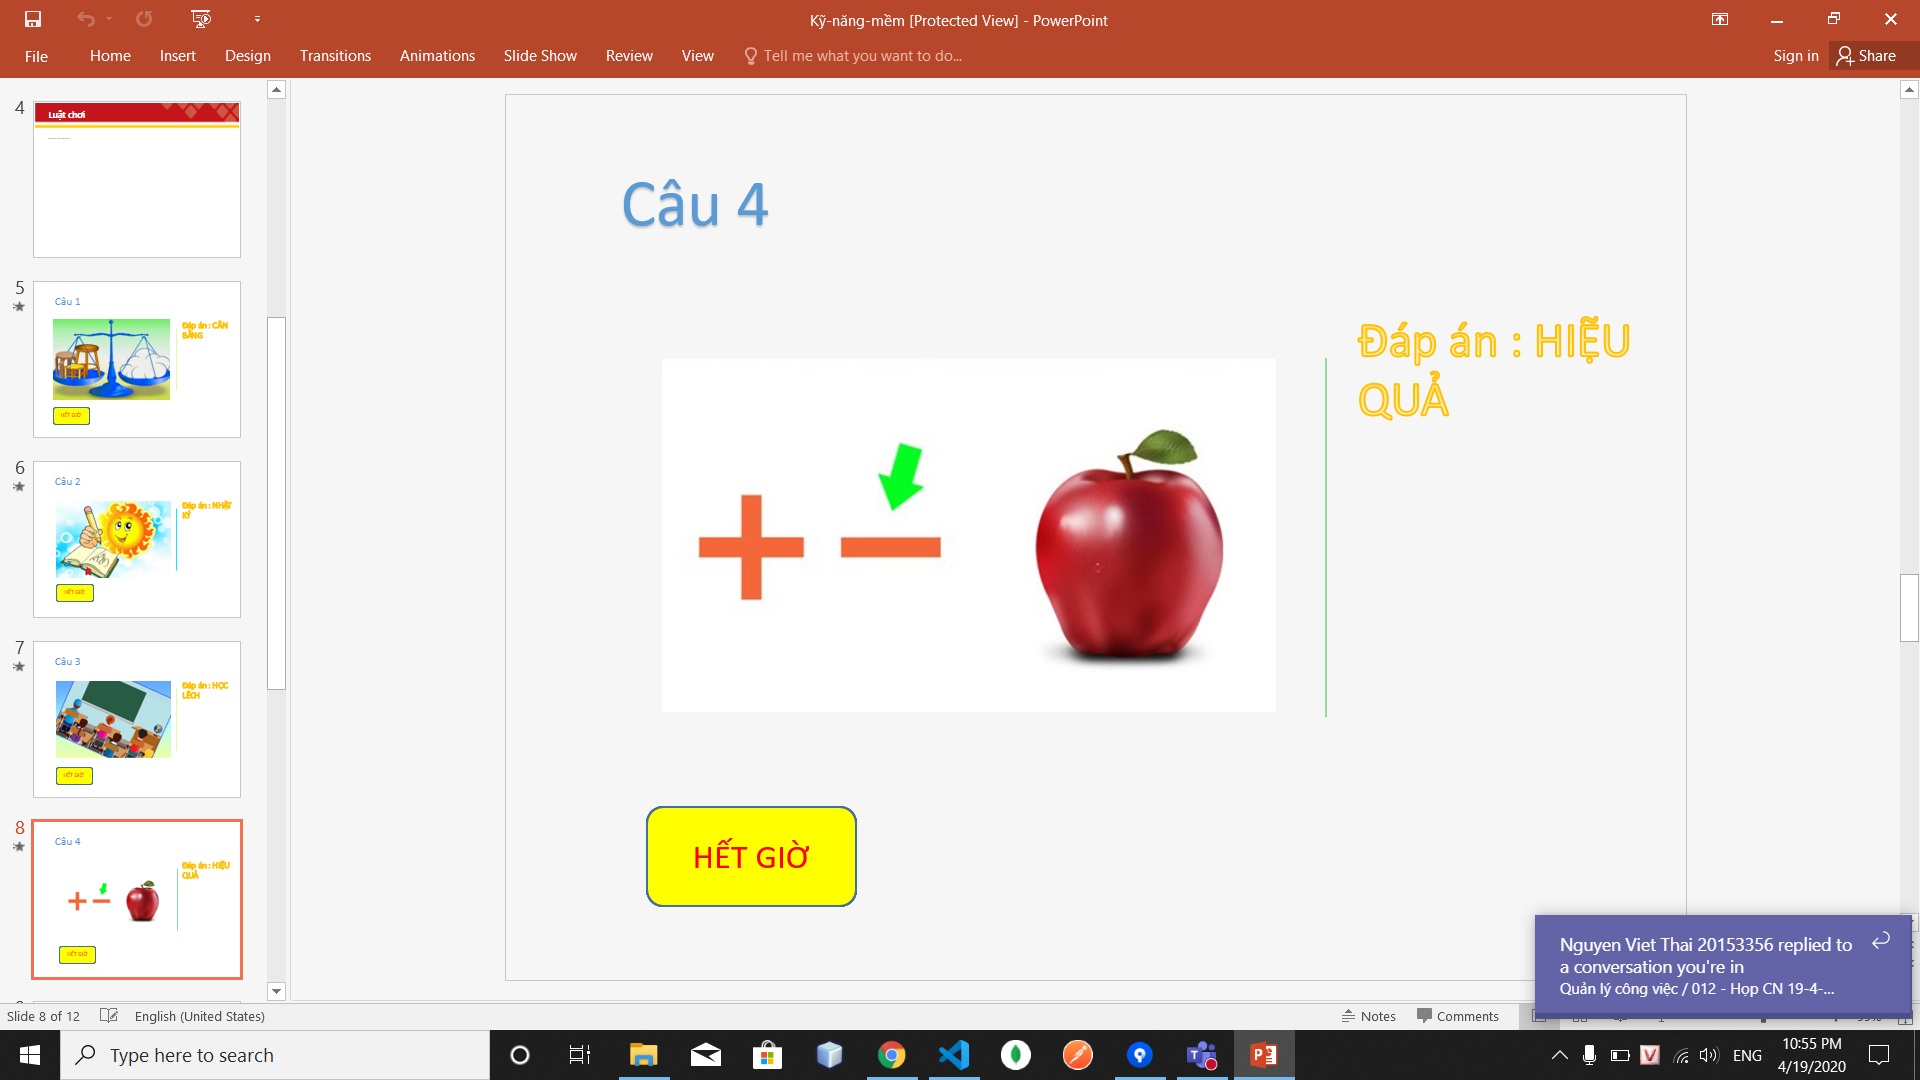 Kỹ-năng-mềm [Protected View] - PowerPoint
File Home Insert Design Transitions Animations Slide Show Review View Tell me what you want to do... Sign in Share
4
Luật chơi
5
Câu 1
Đáp án : CÂN
BẰNG
HẾT GIỜ
6
Câu 2
Đáp án : NHẬT
KÝ
HẾT GIỜ
7
Câu 3
Đáp án : HỌC
LỆCH
HẾT GIỜ
8
Câu 4
Đáp án : HIỆU
QUẢ
HẾT GIỜ
Câu 4
Đáp án : HIỆU
QUẢ
HẾT GIỜ
Nguyen Viet Thai 20153356 replied to
a conversation you're in
Quản lý công việc / 012 - Họp CN 19-4-...
Slide 8 of 12 English (United States) Notes Comments
Type here to search
ENG
10:55 PM
4/19/2020